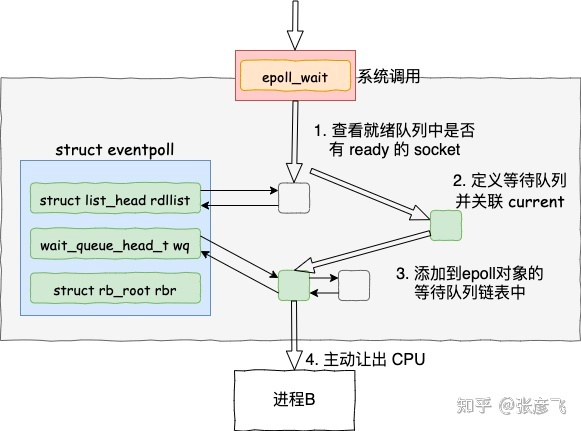 epoll_wait
系统调用
1. 查看就绪队列中是否
有 ready 的 socket
struct eventpoll
struct list_head rdllist
2. 定义等待队列
并关联 current
wait_queue_head_t wq
3. 添加到epoll对象的
等待队列链表中
struct rb_root rbr
4. 主动让出 CPU
进程B
知乎 @张彦飞